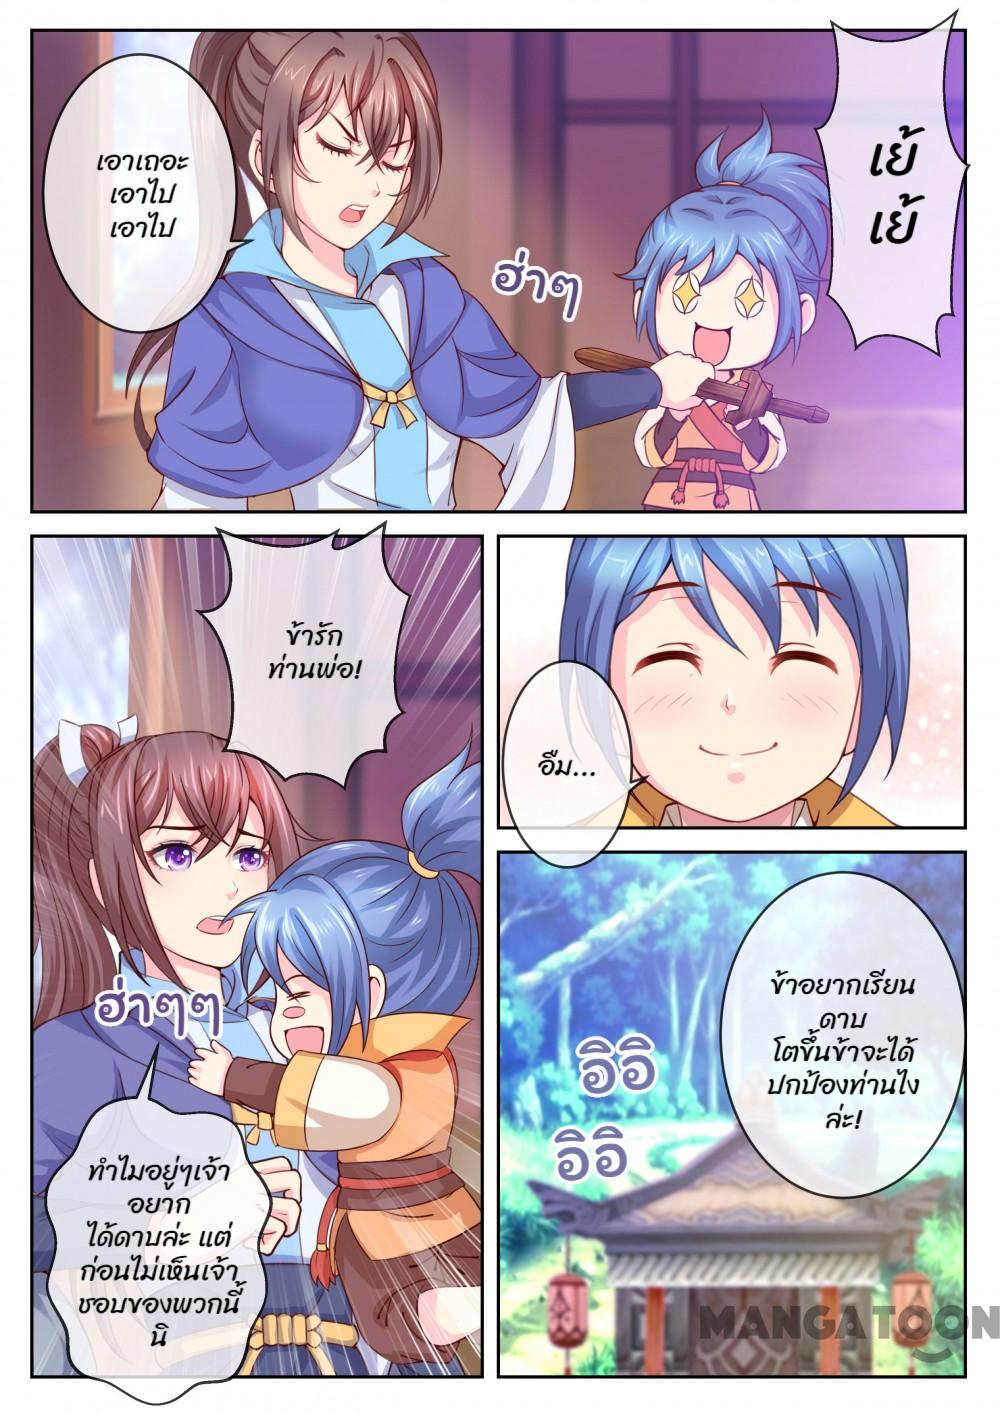 เอาเถอะ
เอาไป
เอาไป
ฮ่าๆ
เย้
เย้
ข้ารัก
ท่านพ่อ!
ฮ่าๆๆๆ
ทำไมอยู่ๆเจ้า
อยาก
ได้ดาบล่ะ แต่
ก่อนไม่เห็นเจ้า
ชอบของพวกนี้
นิ
อืม...
ข้าอยากเรียน
ดาบ
โตขึ้นข้าจะได้
ปกป้องท่านไง
ล่ะ!
อิอิ
อิอิ
MANGATOON